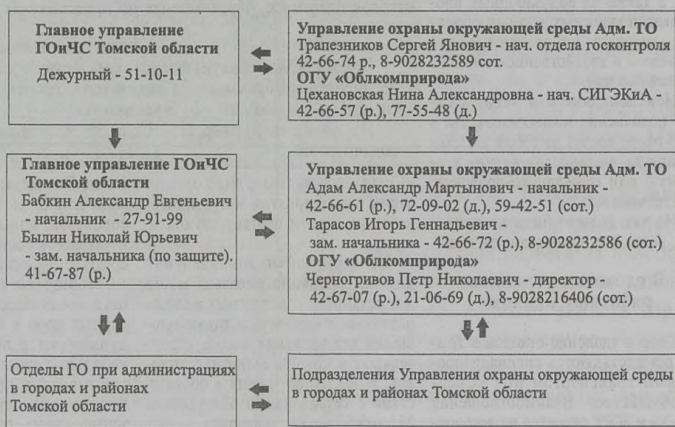 Главное управление
ГОиЧС Томской области
Дежурный - 51-10-11
Управление охраны окружающей среды Адм. ТО
Трапезников Сергей Янович - нач. отдела госконтроля
42-66-74 р., 8-9028232589 сот.
ОГУ «Облкомприрода»
Цехановская Нина Александровна - нач. СИГЭКиА -
42-66-57 (р.), 77-55-48 (д.)
Главное управление ГОиЧС
Томской области
Бабкин Александр Евгеньевич
- начальник - 27-91-99
Былин Николай Юрьевич
- зам. начальника (по защите).
41-67-87 (р.)
Управление охраны окружающей среды Адм. ТО
Адам Александр Мартынович - начальник -
42-66-61 (р.), 72-09-02 (д.), 59-42-51 (сот.)
Тарасов Игорь Геннадьевич -
зам. начальника - 42-66-72 (р.), 8-9028232586 (сот.)
ОГУ «Облкомприрода»
Черногривов Петр Николаевич - директор -
42-67-07 (р.), 21-06-69 (д.), 8-9028216406 (сот.)
Отделы ГО при администрациях
в городах и районах
Томской области
Подразделения Управления охраны окружающей среды
в городах и районах Томской области